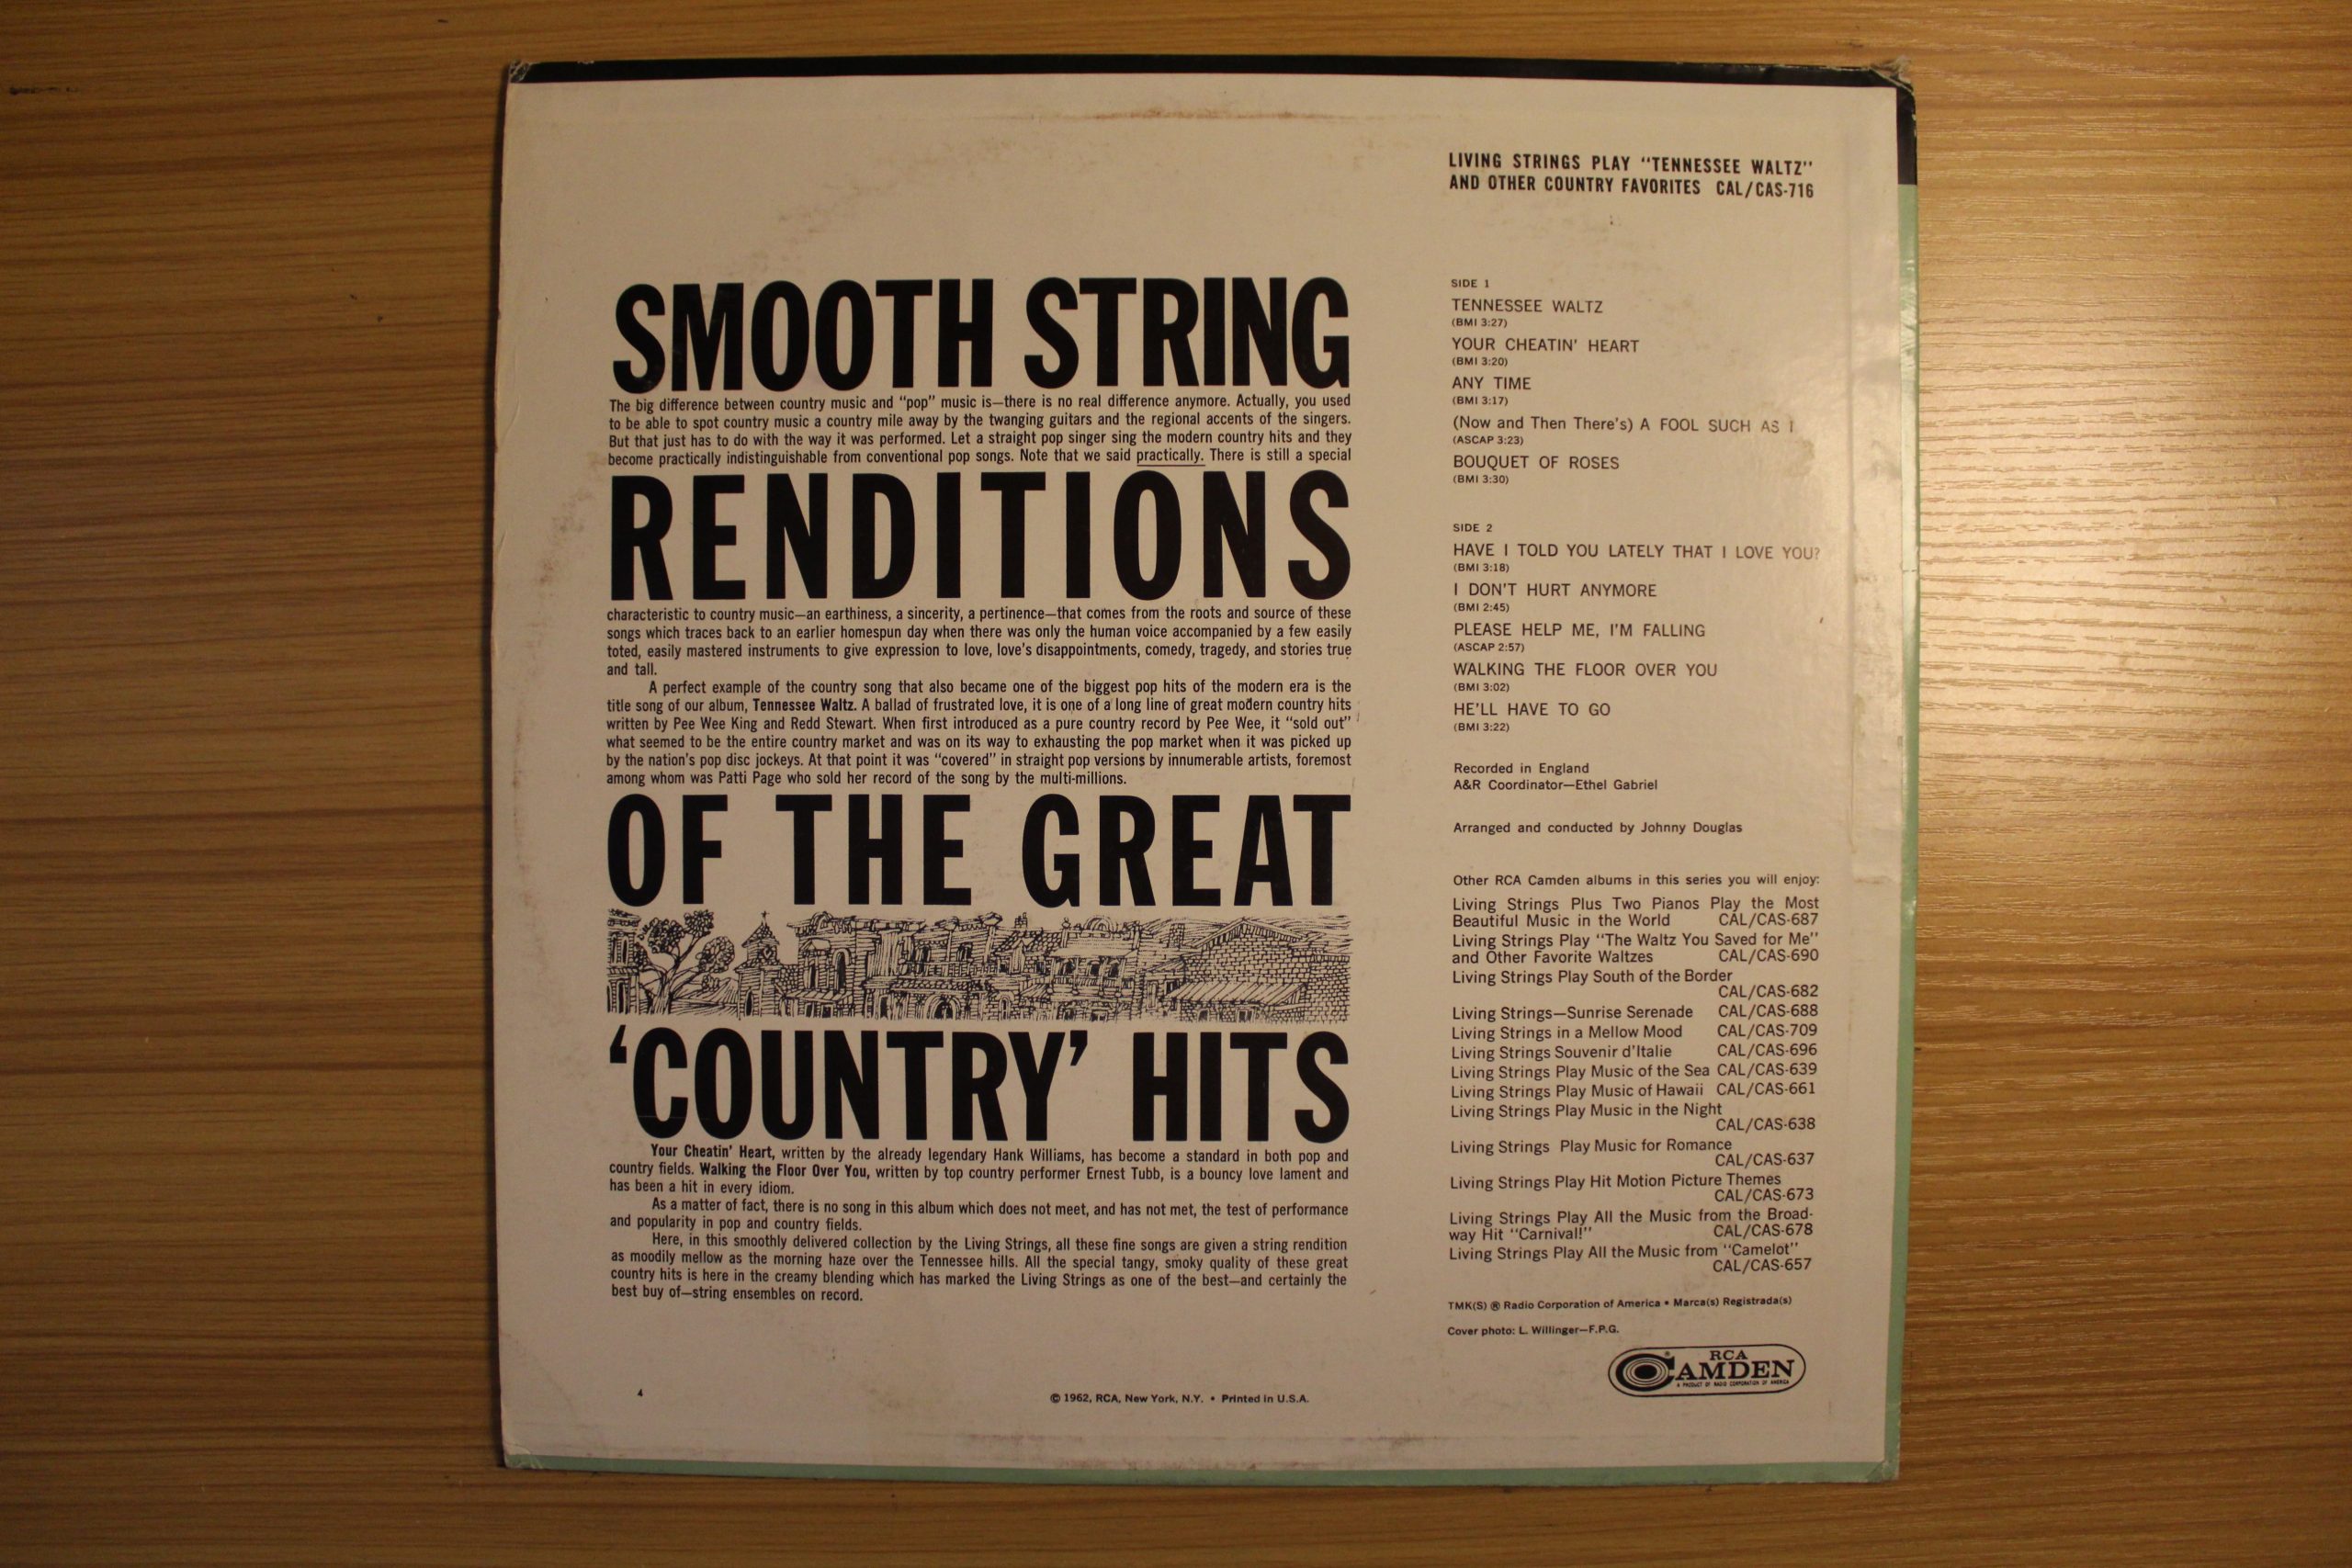 LIVING STRINGS PLAY "TENNESSEE WALTZ"
AND OTHER COUNTRY FAVORITES CAL/CAS-716
SMOOTH STRING
The big difference between country music and "pop" music is—there is no real difference anymore. Actually, you used
to be able to spot country music a country mile away by the twanging guitars and the regional accents of the singers.
But that just has to do with the way it was performed. Let a straight pop singer sing the modern country hits and they
become practically indistinguishable from conventional pop songs. Note that we said practically. There is still a special
RENDITIONS
characteristic to country music—an earthiness, a sincerity, a pertinence—that comes from the roots and source of these
songs which traces back to an earlier homespun day when there was only the human voice accompanied by a few easily
toted, easily mastered instruments to give expression to love, love's disappointments, comedy, tragedy, and stories true
and tall.
A perfect example of the country song that also became one of the biggest pop hits of the modern era is the
title song of our album, Tennessee Waltz. A ballad of frustrated love, it is one of a long line of great modern country hits
written by Pee Wee King and Redd Stewart. When first introduced as a pure country record by Pee Wee, it "sold out"
what seemed to be the entire country market and was on its way to exhausting the pop market when it was picked up
by the nation's pop disc jockeys. At that point it was "covered" in straight pop versions by innumerable artists, foremost
among whom was Patti Page who sold her record of the song by the multi-millions.
OF THE GREAT
'COUNTRY' HITS
Your Cheatin' Heart, written by the already legendary Hank Williams, has become a standard in both pop and
country fields. Walking the Floor Over You, written by top country performer Ernest Tubb, is a bouncy love lament and
has been a hit in every idiom.
As a matter of fact, there is no song in this album which does not meet, and has not met, the test of performance
and popularity in pop and country fields.
Here, in this smoothly delivered collection by the Living Strings, all these fine songs are given a string rendition
as moodily mellow as the morning haze over the Tennessee hills. All the special tangy, smoky quality of these great
country hits is here in the creamy blending which has marked the Living Strings as one of the best—and certainly the
best buy of—string ensembles on record.
SIDE 1
TENNESSEE WALTZ
(BMI 3:27)
YOUR CHEATIN' HEART
(BMI 3:20)
ANY TIME
(BMI 3:17)
(Now and Then There's) A FOOL SUCH AS I
(ASCAP 3:23)
BOUQUET OF ROSES
(BMI 3:30)
SIDE 2
HAVE I TOLD YOU LATELY THAT I LOVE YOU?
(BMI 3:18)
I DON'T HURT ANYMORE
(BMI 2:45)
PLEASE HELP ME, I'M FALLING
(ASCAP 2:57)
WALKING THE FLOOR OVER YOU
(BMI 3:02)
HE'LL HAVE TO GO
(BMI 3:22)
Recorded in England
A&R Coordinator—Ethel Gabriel
Arranged and conducted by Johnny Douglas
Other RCA Camden albums in this series you will enjoy:
Living Strings Plus Two Pianos Play the Most
Beautiful Music in the World CAL/CAS-687
Living Strings Play "The Waltz You Saved for Me"
and Other Favorite Waltzes CAL/CAS-690
Living Strings Play South of the Border
CAL/CAS-682
Living Strings—Sunrise Serenade CAL/CAS-688
Living Strings in a Mellow Mood CAL/CAS-709
Living Strings Souvenir d'Italie CAL/CAS-696
Living Strings Play Music of the Sea CAL/CAS-639
Living Strings Play Music of Hawaii CAL/CAS-661
Living Strings Play Music in the Night
CAL/CAS-638
Living Strings Play Music for Romance
CAL/CAS-637
Living Strings Play Hit Motion Picture Themes
CAL/CAS-673
Living Strings Play All the Music from the Broad-
way Hit "Carnival!" CAL/CAS-678
Living Strings Play All the Music from "Camelot"
CAL/CAS-657
TMK(S) ® Radio Corporation of America • Marca(s) Registrada(s)
Cover photo: L. Willinger—F.P.G.
RCA
CAMDEN
A PRODUCT OF RADIO CORPORATION OF AMERICA
4
© 1962, RCA, New York, N.Y. • Printed in U.S.A.